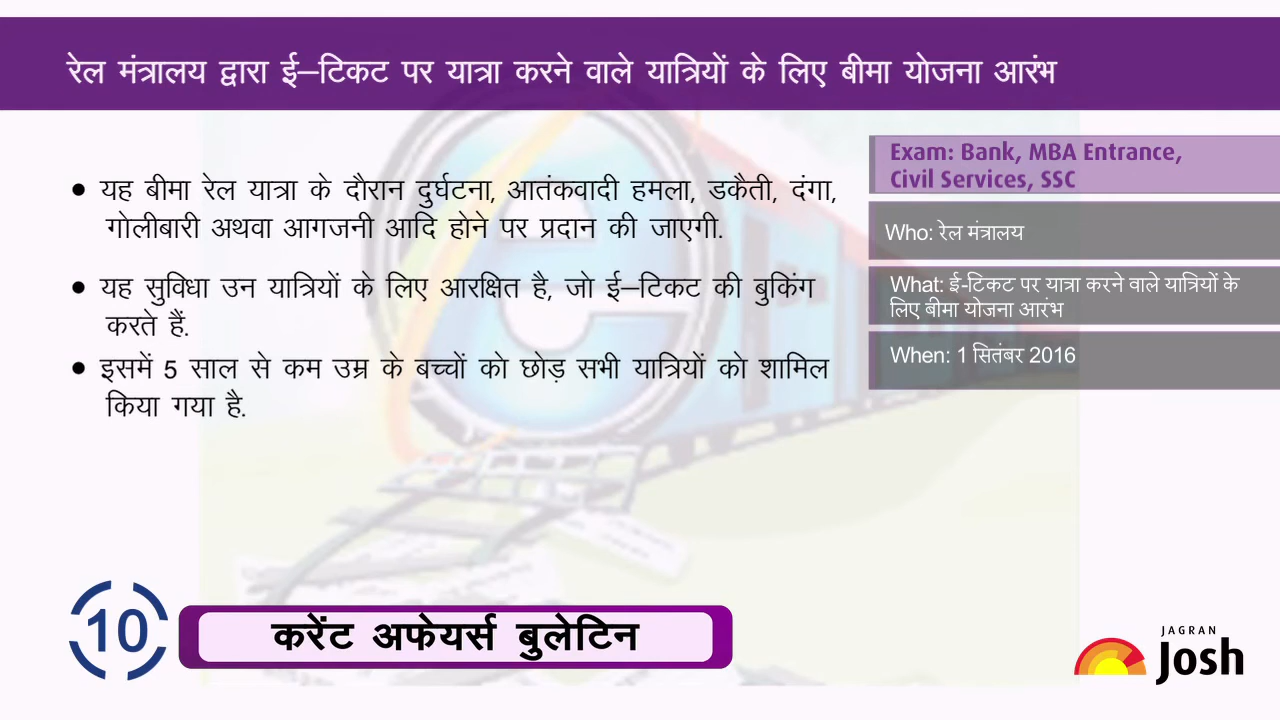 रेल मंत्रालय द्वारा ई–टिकट पर यात्रा करने वाले यात्रियों के लिए बीमा योजना आरंभ
• यह बीमा रेल यात्रा के दौरान दुर्घटना, आतंकवादी हमला, डकैती, दंगा,
गोलीबारी अथवा आगजनी आदि होने पर प्रदान की जाएगी.
• यह सुविधा उन यात्रियों के लिए आरक्षित है, जो ई–टिकट की बुकिंग
करते हैं.
• इसमें 5 साल से कम उम्र के बच्चों को छोड़ सभी यात्रियों को शामिल
किया गया है.
Exam: Bank, MBA Entrance,
Civil Services, SSC
Who: रेल मंत्रालय
What: ई-टिकट पर यात्रा करने वाले यात्रियों के
लिए बीमा योजना आरंभ
When: 1 सितंबर 2016
10
करेंट अफेयर्स बुलेटिन
JAGRAN
Josh